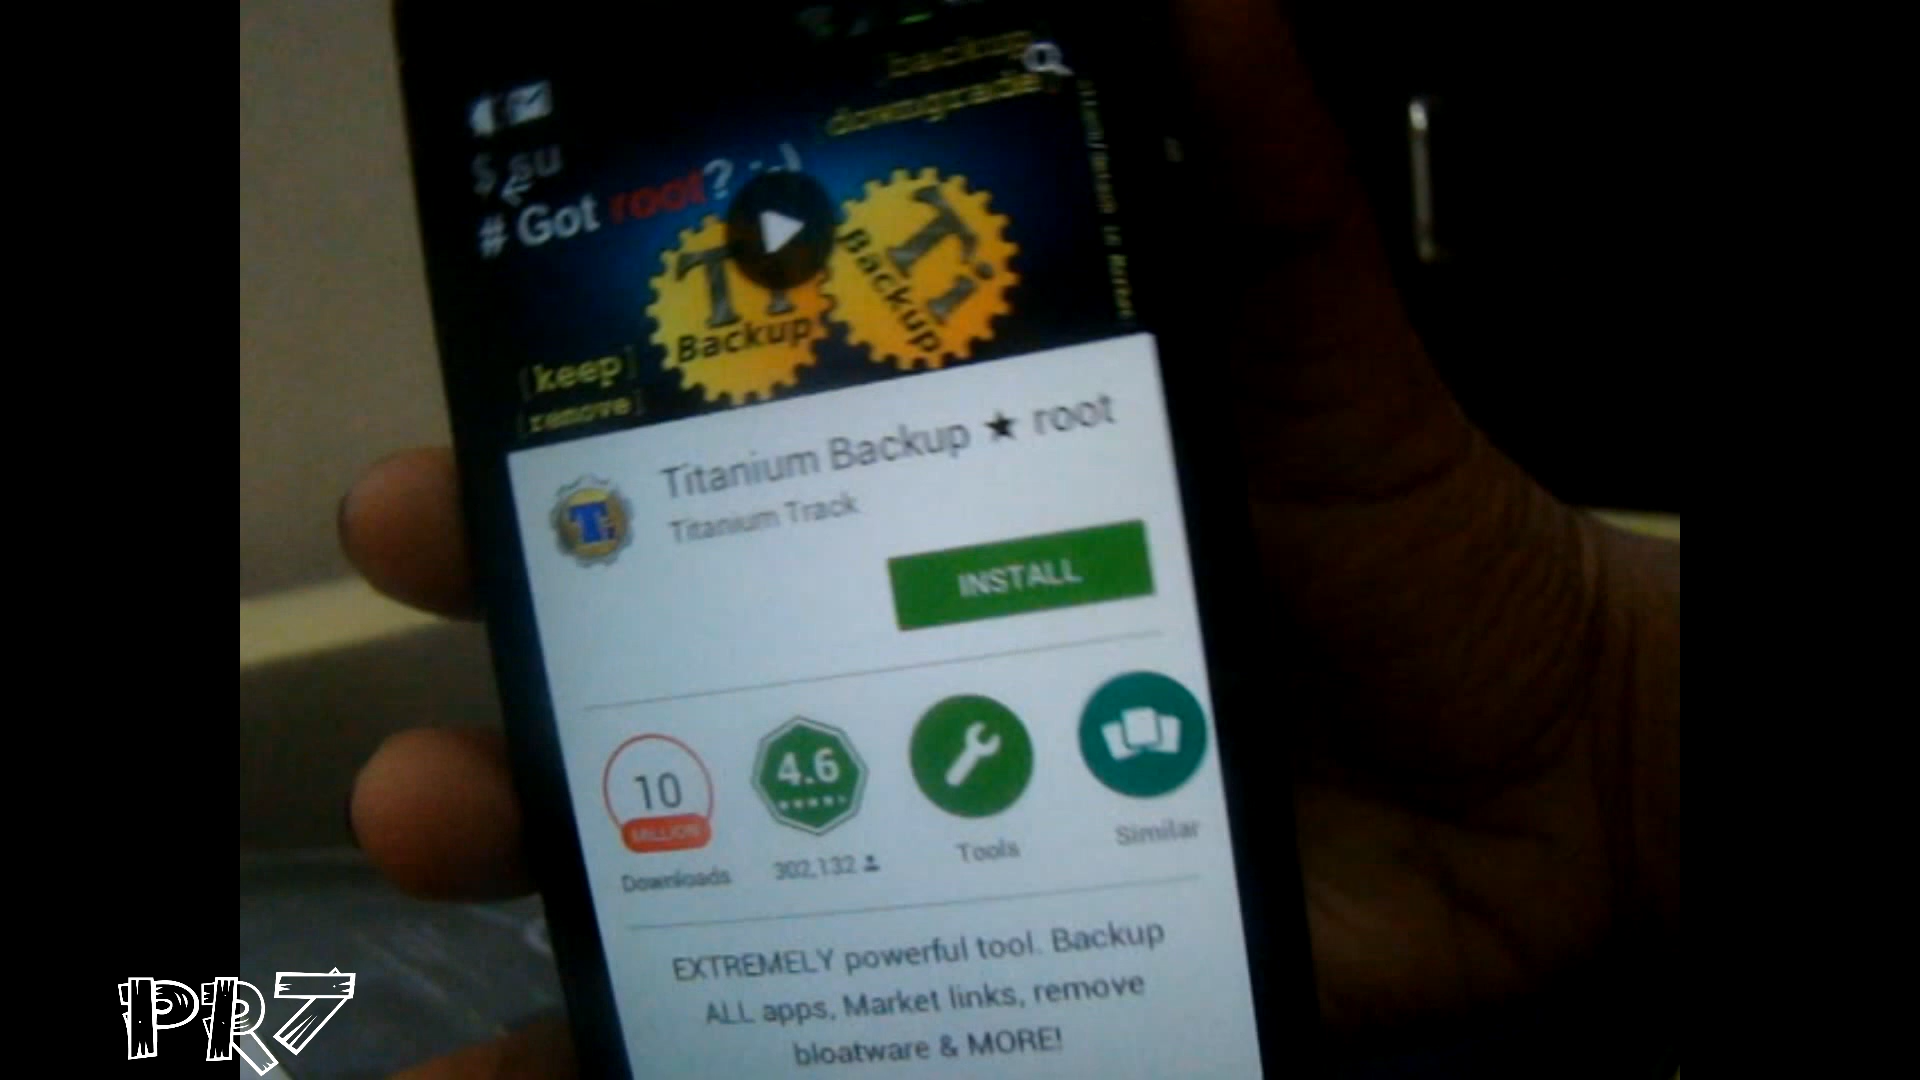 backup
downgrade
$ su
# Got root? :-)
Ti
Backup
Ti
Backup
[keep]
[remove]
Titanium Backup ★ root
Titanium Track
INSTALL
10
MILLION
Downloads
4.6
302,132
Tools
Similar
EXTREMELY powerful tool. Backup
ALL apps, Market links, remove
bloatware & MORE!
PR7